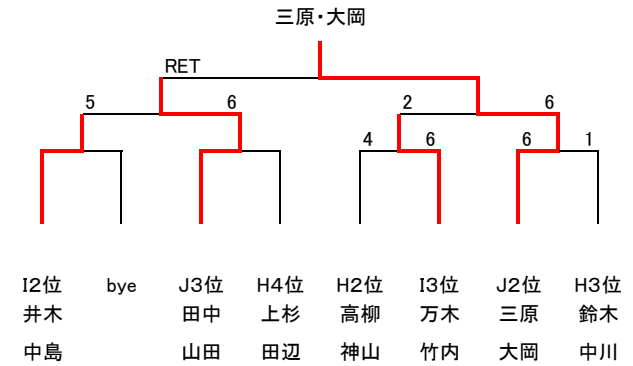 三原・大岡
RET
5 6 2 6
4 6 6 1
I2位 bye J3位 H4位 H2位 I3位 J2位 H3位
井木 田中 上杉 高柳 万木 三原 鈴木
中島 山田 田辺 神山 竹内 大岡 中川